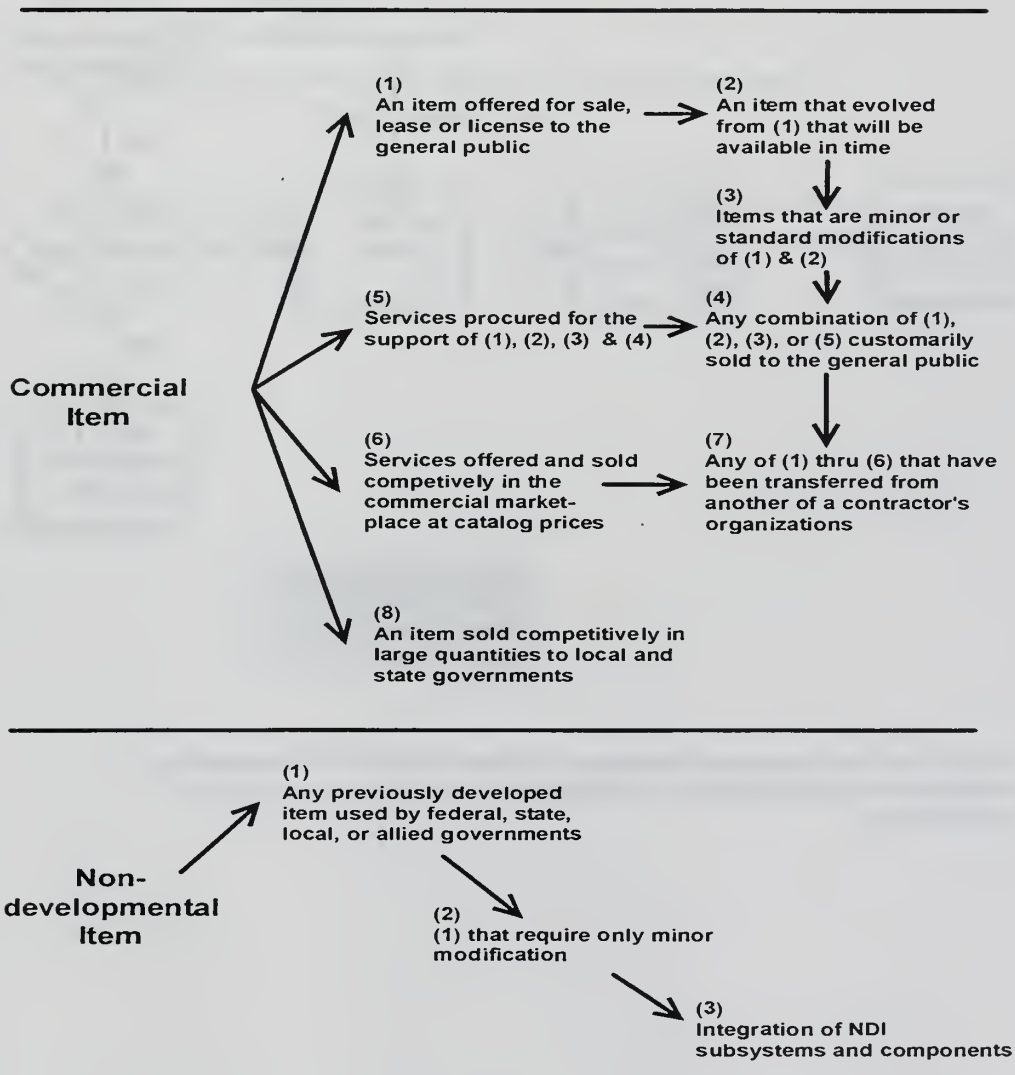 (1)
An item offered for sale,
lease or license to the
general public
(2)
An item that evolved
from (1) that will be
available in time
(3)
Items that are minor or
standard modifications
of (1) & (2)
(5)
Services procured for the
support of (1), (2), (3) & (4)
(4)
Any combination of (1),
(2), (3), or (5) customarily
sold to the general public
Commercial
Item
(6)
Services offered and sold
competively in the
commercial market-
place at catalog prices
(7)
Any of (1) thru (6) that have
been transferred from
another of a contractor's
organizations
(8)
An item sold competitively in
large quantities to local and
state governments
(1)
Any previously developed
item used by federal, state,
local, or allied governments
Non-
developmental
Item
(2)
(1) that require only minor
modification
(3)
Integration of NDI
subsystems and components